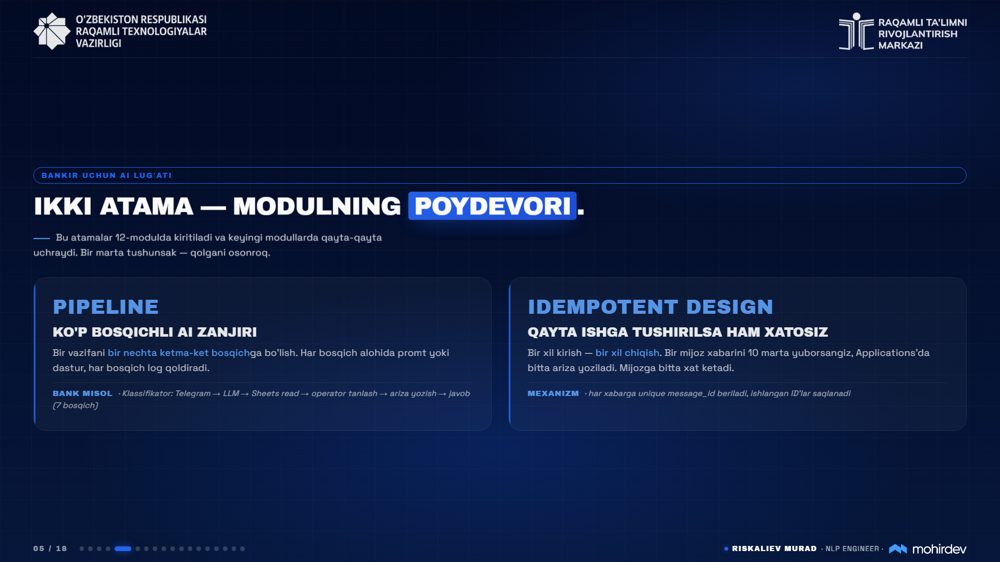 O'ZBEKISTON RESPUBLIKASI
RAQAMLI TEXNOLOGIYALAR
VAZIRLIGI
RAQAMLI TA'LIMNI
RIVOJLANTIRISH
MARKAZI
BANKIR UCHUN AI LUG'ATI
IKKI ATAMA — MODULNING POYDEVORI.
Bu atamalar 12-modulda kiritiladi va keyingi modullarda qayta-qayta
uchraydi. Bir marta tushunsak — qolgani osonroq.
PIPELINE
KO'P BOSQICHLI AI ZANJIRI
Bir vazifani bir nechta ketma-ket bosqichga bo'lish. Har bosqich alohida promt yoki
dastur, har bosqich log qoldiradi.
BANK MISOL · Klassifikator: Telegram → LLM → Sheets read → operator tanlash → ariza yozish → javob
(7 bosqich)
IDEMPOTENT DESIGN
QAYTA ISHGA TUSHIRILSA HAM XATOSIZ
Bir xil kirish — bir xil chiqish. Bir mijoz xabarini 10 marta yuborsangiz, Applications'da
bitta ariza yoziladi. Mijozga bitta xat ketadi.
MEXANIZM · har xabarga unique message_id beriladi, ishlangan ID'lar saqlanadi
05 / 18
RISKALIEV MURAD · NLP ENGINEER · mohirdev